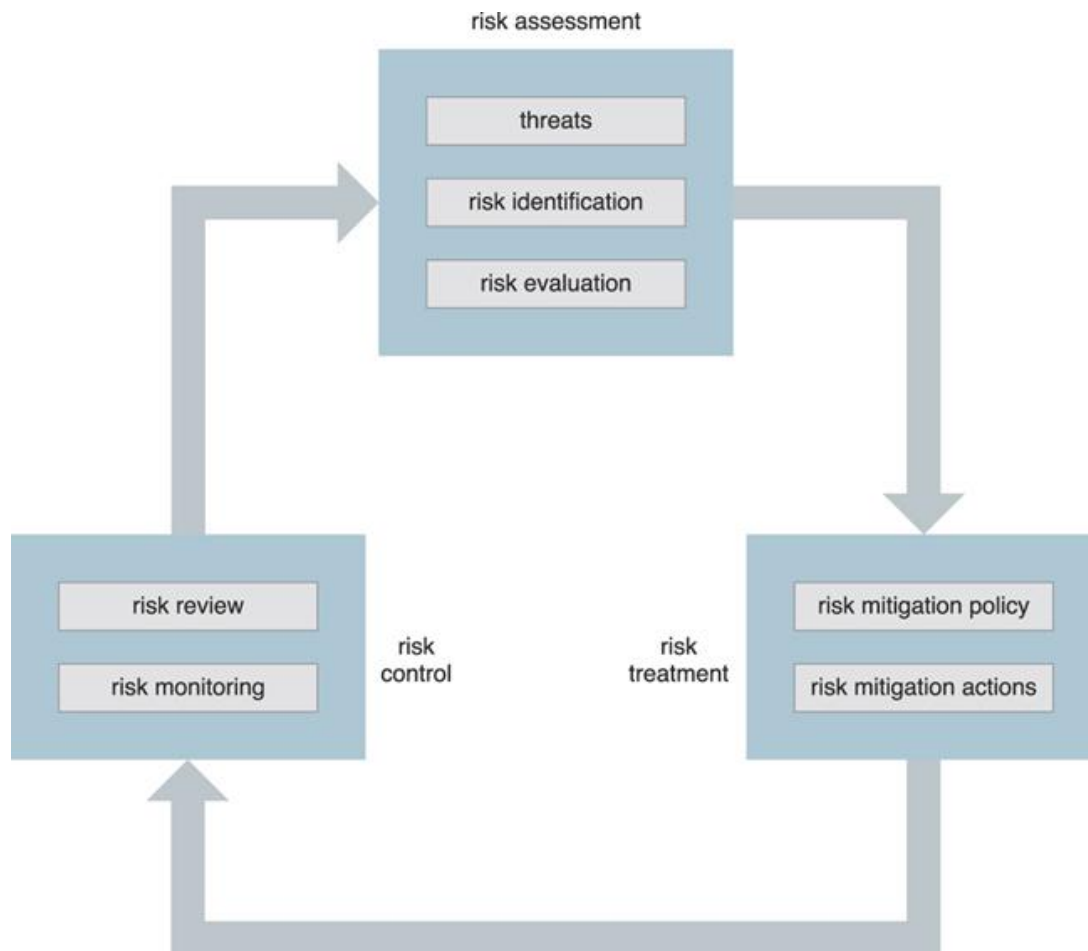 risk assessment
threats
risk identification
risk evaluation
risk review
risk monitoring
risk
control
risk
treatment
risk mitigation policy
risk mitigation actions